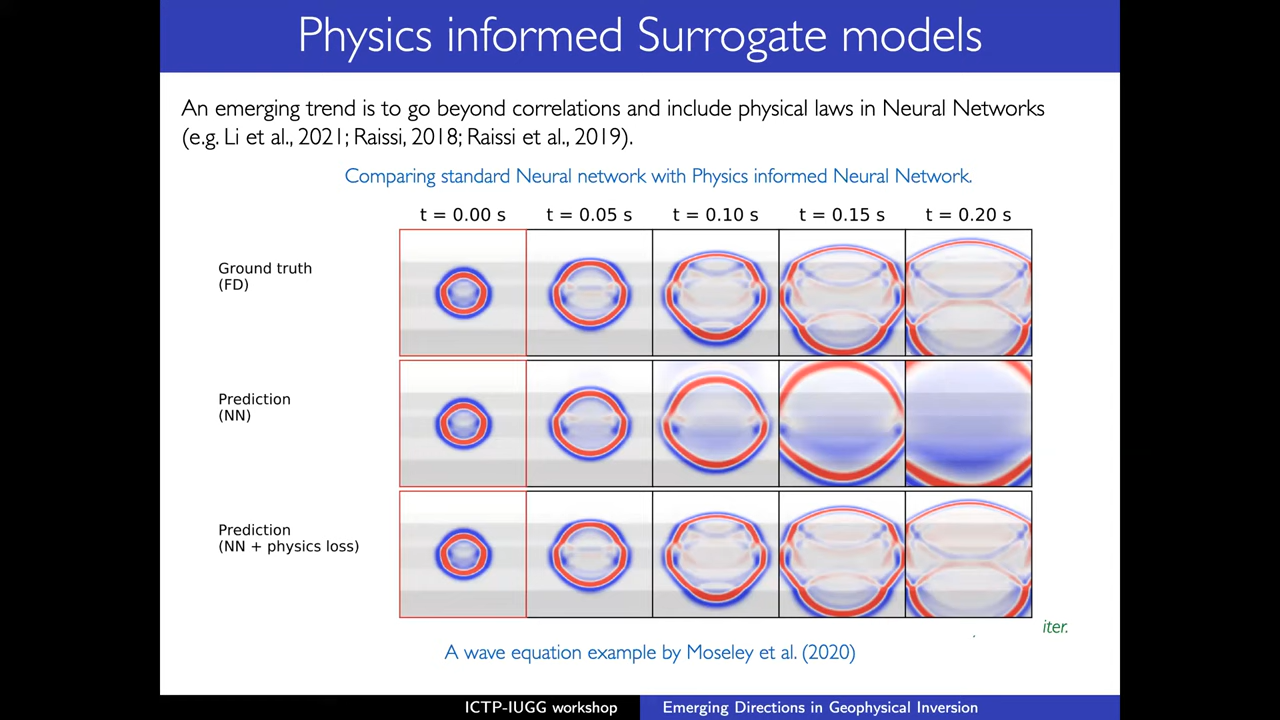 Physics informed Surrogate models
An emerging trend is to go beyond correlations and include physical laws in Neural Networks
(e.g. Li et al., 2021; Raissi, 2018; Raissi et al., 2019).
Comparing standard Neural network with Physics informed Neural Network.
t = 0.00 s t = 0.05 s t = 0.10 s t = 0.15 s t = 0.20 s
Ground truth
(FD)
Prediction
(NN)
Prediction
(NN + physics loss)
iter.
A wave equation example by Moseley et al. (2020)
ICTP-IUGG workshop Emerging Directions in Geophysical Inversion